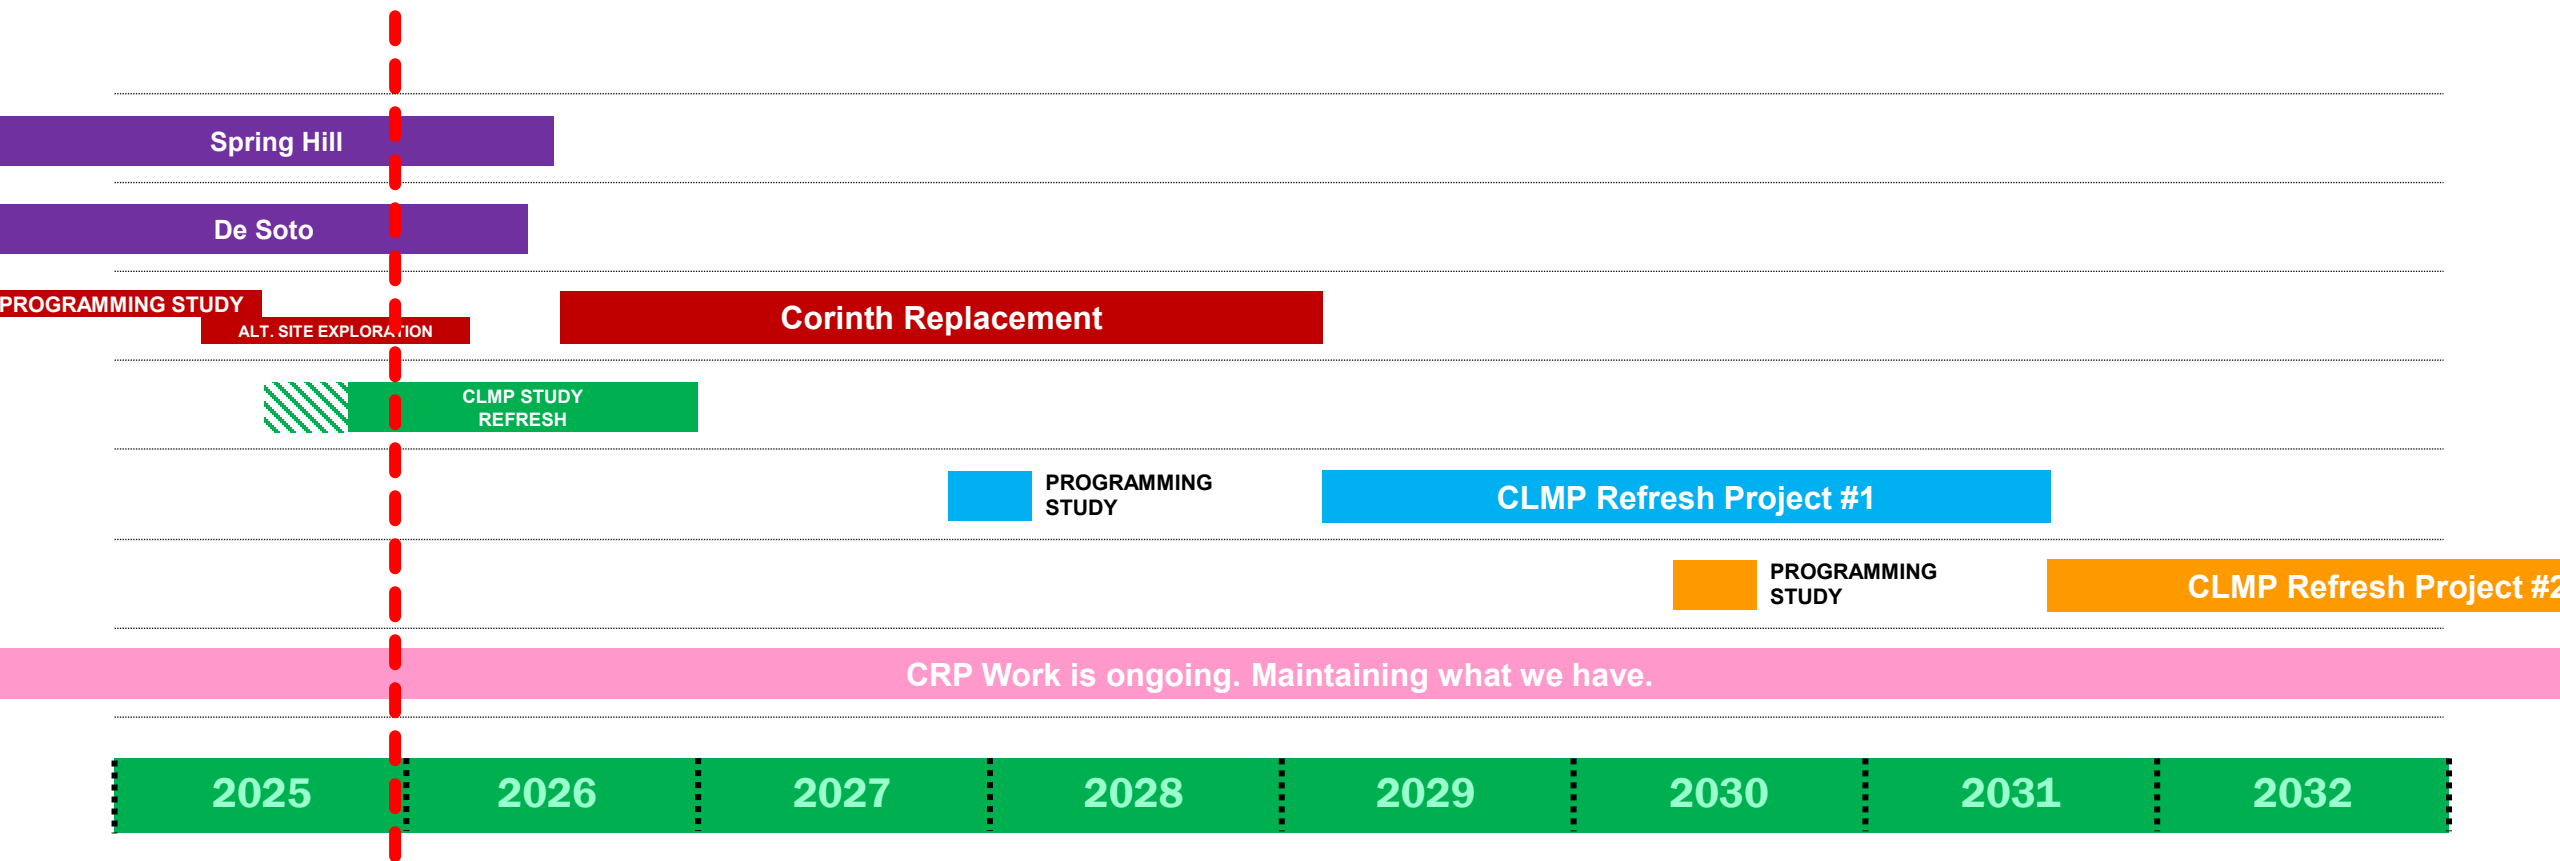 Spring Hill
De Soto
PROGRAMMING STUDY
ALT. SITE EXPLORATION
Corinth Replacement
CLMP STUDY
REFRESH
PROGRAMMING
STUDY
CLMP Refresh Project #1
PROGRAMMING
STUDY
CLMP Refresh Project #2
CRP Work is ongoing. Maintaining what we have.
2025 2026 2027 2028 2029 2030 2031 2032